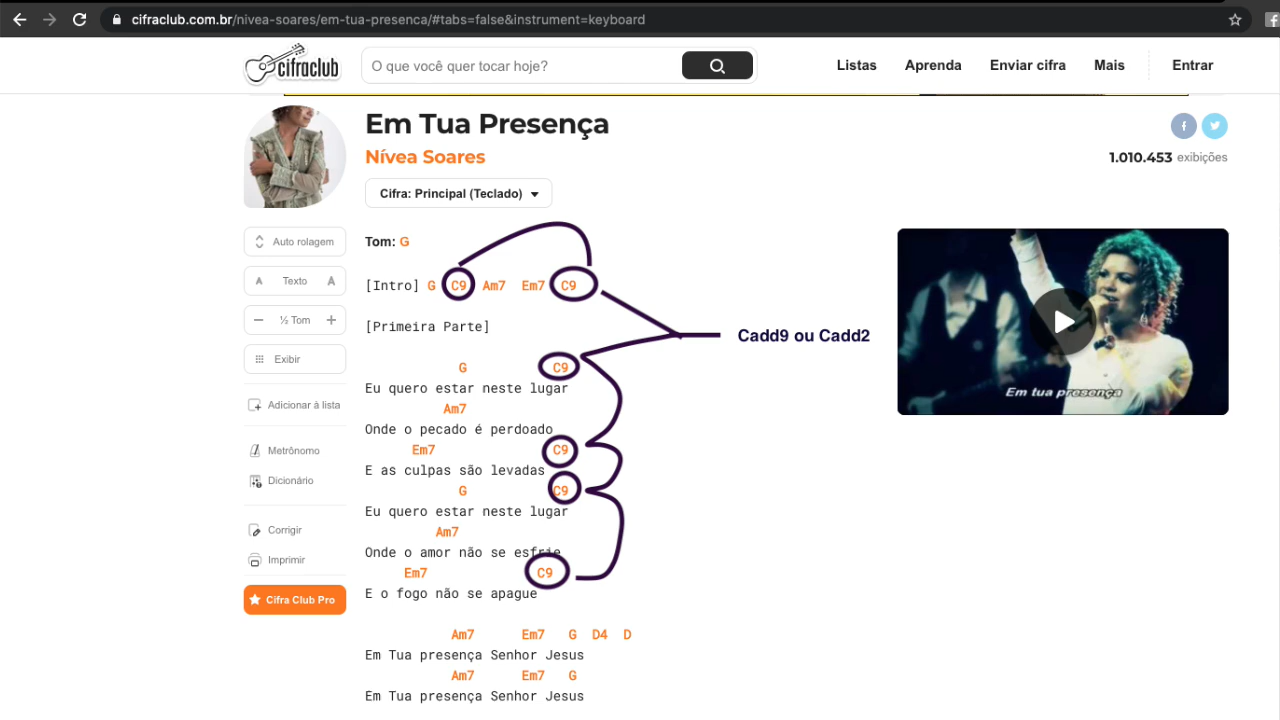 cifraclub.com.br/nivea-soares/em-tua-presenca/#tabs=false&instrument=keyboard
cifraclub
O que você quer tocar hoje?
Listas Aprenda Enviar cifra Mais Entrar
Em Tua Presença
Nívea Soares
1.010.453 exibições
Cifra: Principal (Teclado)
Auto rolagem
A Texto A
½ Tom
Exibir
Adicionar à lista
Metrônomo
Dicionário
Corrigir
Imprimir
Cifra Club Pro
Tom: G
[Intro] G C9 Am7 Em7 C9
[Primeira Parte]
G C9
Eu quero estar neste lugar
Am7
Onde o pecado é perdoado
Em7 C9
E as culpas são levadas
G C9
Eu quero estar neste lugar
Am7
Onde o amor não se esfrie
Em7 C9
E o fogo não se apague
Am7 Em7 G D4 D
Em Tua presença Senhor Jesus
Am7 Em7 G
Em Tua presença Senhor Jesus
Cadd9 ou Cadd2
Em tua presença